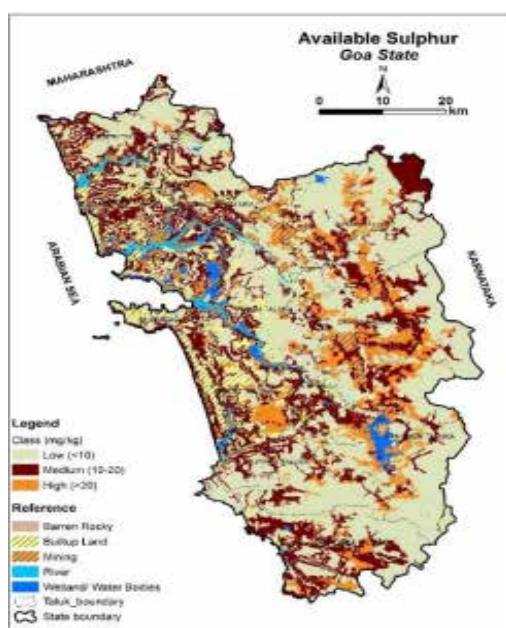 Available Sulphur
Goa State
N
0 10 20
km
MAHARASHTRA
ARABIAN SEA
KARNATAKA
Legend
Class (mg/kg)
Low (<10)
Medium (10-20)
High (>20)
Reference
Barren Rocky
Builtup Land
Mining
River
Wetland/ Water Bodies
Taluk_boundary
State boundary